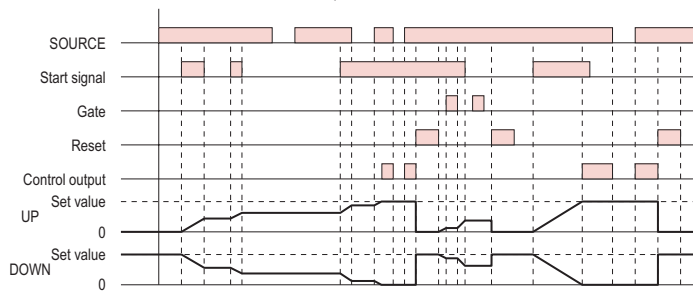 SOURCE
Start signal
Gate
Reset
Control output
Set value
UP
0
Set value
DOWN
0